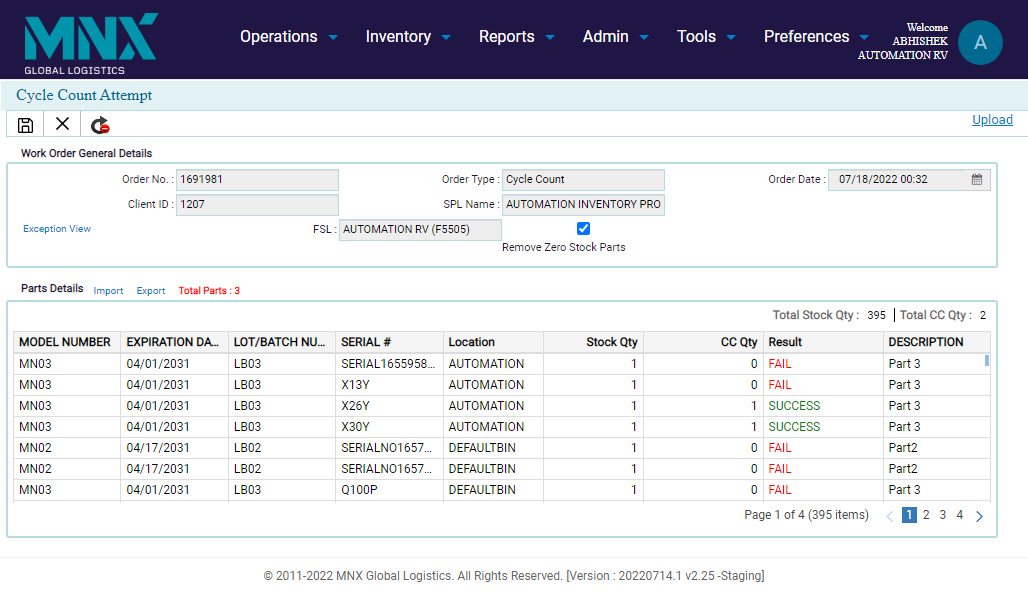 MNX
GLOBAL LOGISTICS
Operations Inventory Reports Admin Tools Preferences
Welcome
ABHISHEK
AUTOMATION RV
A
Cycle Count Attempt
Upload
Work Order General Details
Order No. : 1691981 Order Type : Cycle Count Order Date : 07/18/2022 00:32
Client ID : 1207 SPL Name : AUTOMATION INVENTORY PRO
Exception View FSL : AUTOMATION RV (F5505)
Remove Zero Stock Parts
Parts Details Import Export Total Parts : 3
Total Stock Qty : 395 Total CC Qty : 2
MODEL NUMBER EXPIRATION DA... LOT/BATCH NU... SERIAL # Location Stock Qty CC Qty Result DESCRIPTION
MN03 04/01/2031 LB03 SERIAL1655958... AUTOMATION 1 0 FAIL Part 3
MN03 04/01/2031 LB03 X13Y AUTOMATION 1 0 FAIL Part 3
MN03 04/01/2031 LB03 X26Y AUTOMATION 1 1 SUCCESS Part 3
MN03 04/01/2031 LB03 X30Y AUTOMATION 1 1 SUCCESS Part 3
MN02 04/17/2031 LB02 SERIALNO1657... DEFAULTBIN 1 0 FAIL Part2
MN02 04/17/2031 LB02 SERIALNO1657... DEFAULTBIN 1 0 FAIL Part2
MN03 04/01/2031 LB03 Q100P DEFAULTBIN 1 0 FAIL Part 3
Page 1 of 4 (395 items) 1 2 3 4
© 2011-2022 MNX Global Logistics. All Rights Reserved. [Version : 20220714.1 v2.25 -Staging]